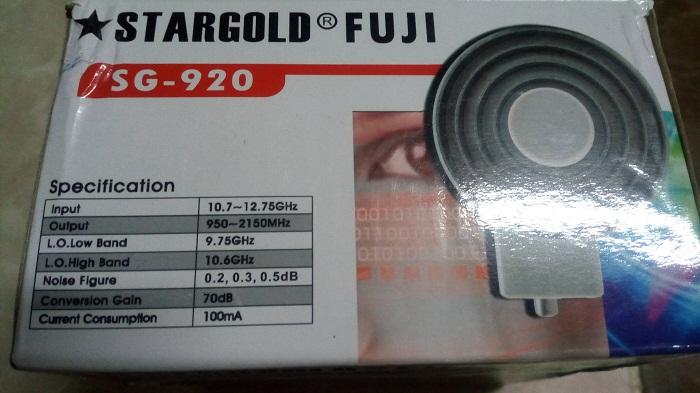 ★STARGOLD® FUJI
SG-920
Specification
Input 10.7~12.75GHz
Output 950~2150MHz
L.O.Low Band 9.75GHz
L.O.High Band 10.6GHz
Noise Figure 0.2, 0.3, 0.5dB
Conversion Gain 70dB
Current Consumption 100mA